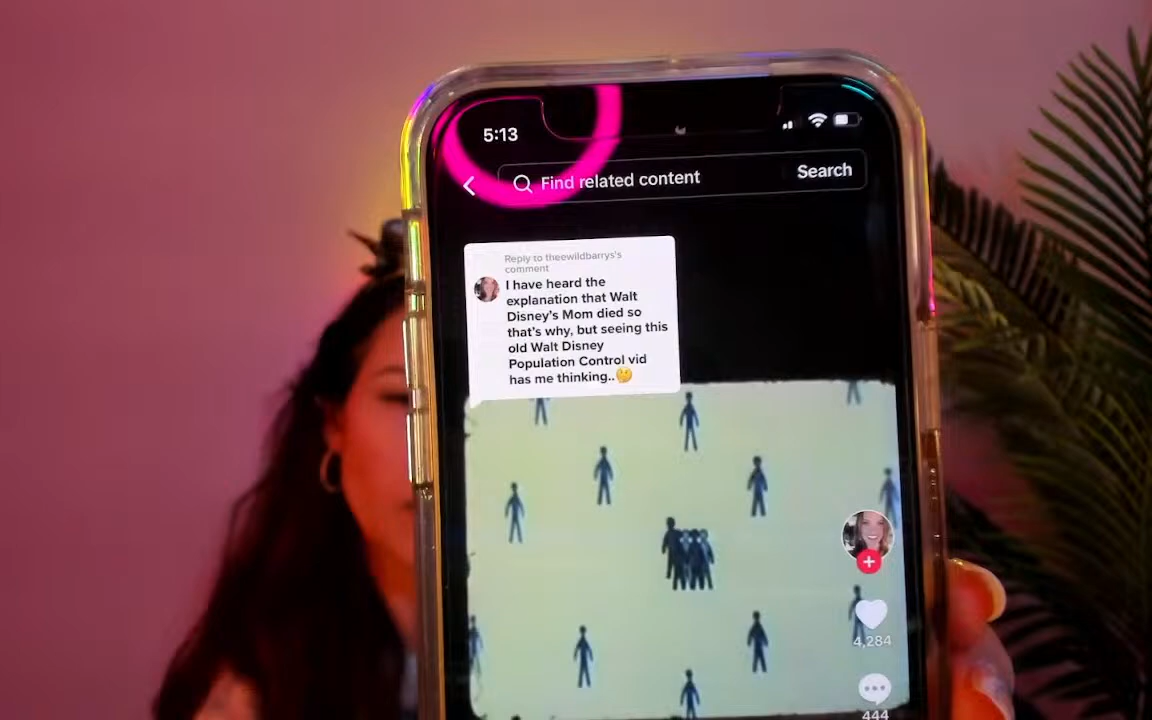 5:13
Find related content
Search
Reply to theewildbarrys's
comment
I have heard the
explanation that Walt
Disney's Mom died so
that's why, but seeing this
old Walt Disney
Population Control vid
has me thinking..🤔
4,284
444